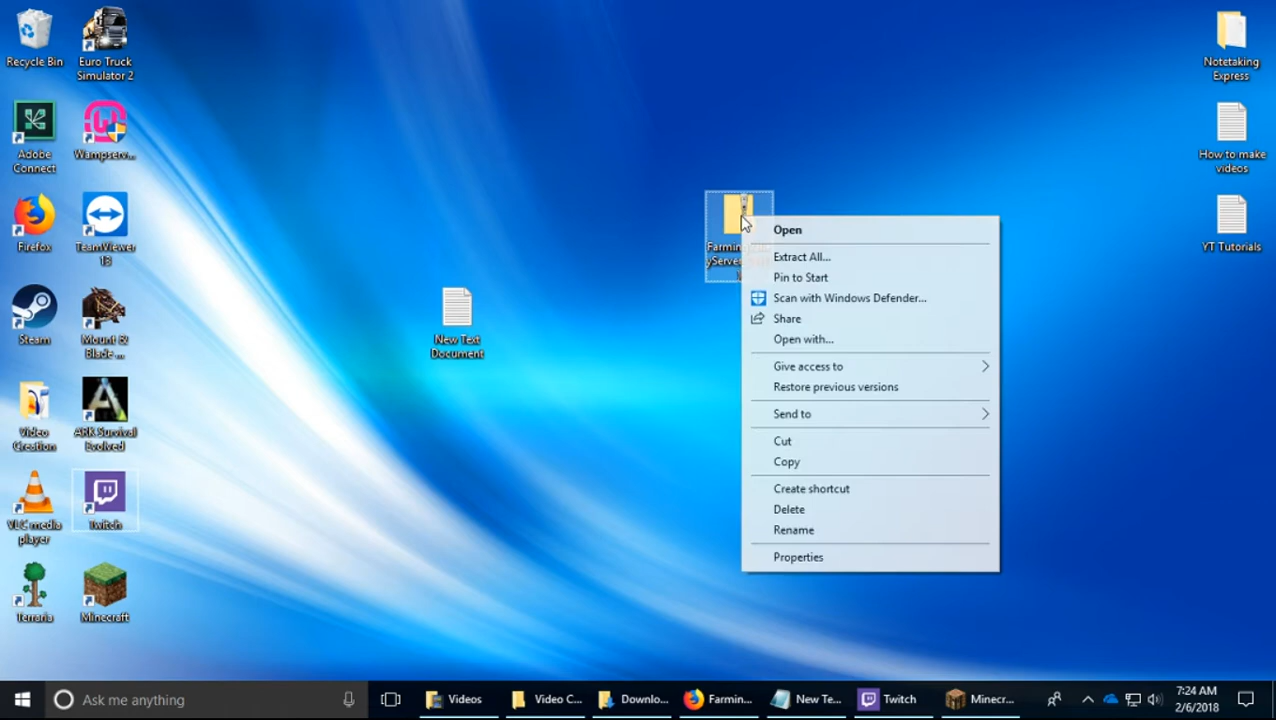 Recycle Bin
Euro Truck
Simulator 2
Adobe
Connect
Wampserv...
Firefox
TeamViewer
13
Steam
Mount &
Blade ...
Video
Creation
ARK Survival
Evolved
VLC media
player
Twitch
Terraria
Minecraft
New Text
Document
Open
Extract All...
Pin to Start
Scan with Windows Defender...
Share
Open with...
Give access to
Restore previous versions
Send to
Cut
Copy
Create shortcut
Delete
Rename
Properties
Notetaking
Express
How to make
videos
YT Tutorials
Ask me anything
Videos
Video C...
Downlo...
Farmin...
New Te...
Twitch
Minecr...
7:24 AM
2/6/2018